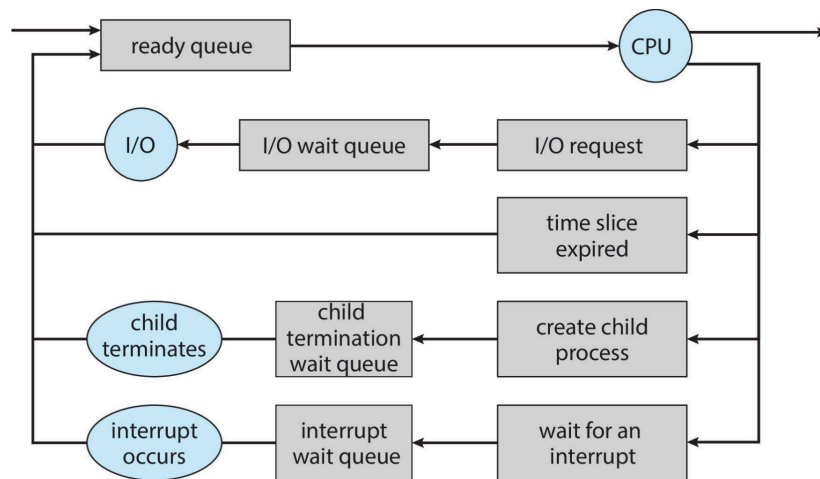 ready queue
CPU
I/O
I/O wait queue
I/O request
time slice
expired
child
terminates
child
termination
wait queue
create child
process
interrupt
occurs
interrupt
wait queue
wait for an
interrupt